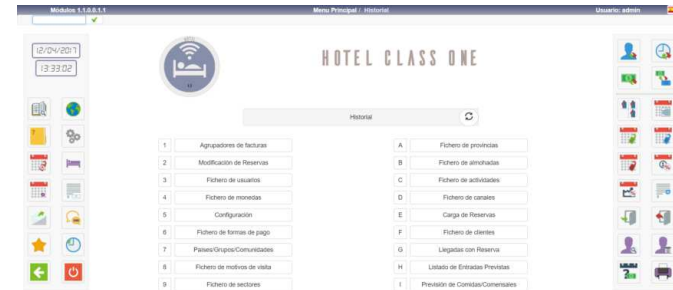 Módulos 1.1.0.0.1.1
Menu Principal / Historial
Usuario: admin
12/04/2017
13:33:02
HOTEL CLASS ONE
Historial
1 Agrupadores de facturas
A Fichero de provincias
2 Modificación de Reservas
B Fichero de almohadas
3 Fichero de usuarios
C Fichero de actividades
4 Fichero de monedas
D Fichero de canales
5 Configuración
E Carga de Reservas
6 Fichero de formas de pago
F Fichero de clientes
7 Paises/Grupos/Comunidades
G Llegadas con Reserva
8 Fichero de motivos de visita
H Listado de Entradas Previstas
9 Fichero de sectores
I Previsión de Comidas/Comensales